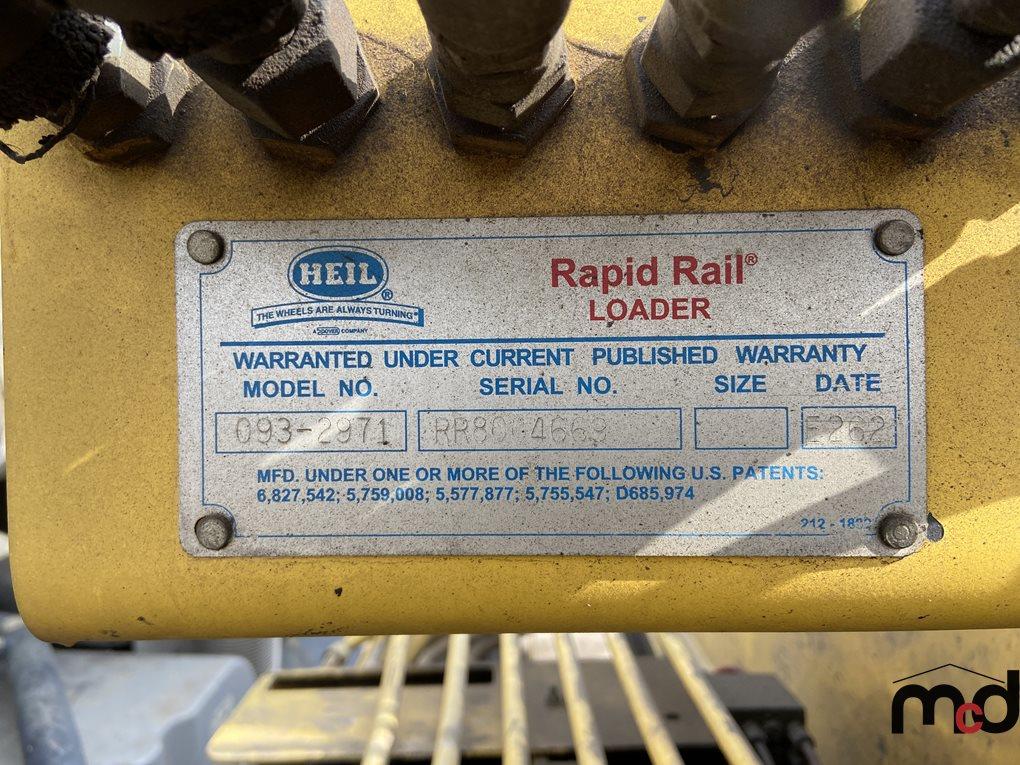 HEIL ®
THE WHEELS ARE ALWAYS TURNING
A DOVER COMPANY
Rapid Rail®
LOADER
WARRANTED UNDER CURRENT PUBLISHED WARRANTY
MODEL NO. SERIAL NO. SIZE DATE
093-2971 E262
MFD. UNDER ONE OR MORE OF THE FOLLOWING U.S. PATENTS:
6,827,542; 5,759,008; 5,577,877; 5,755,547; D685,974
mcd